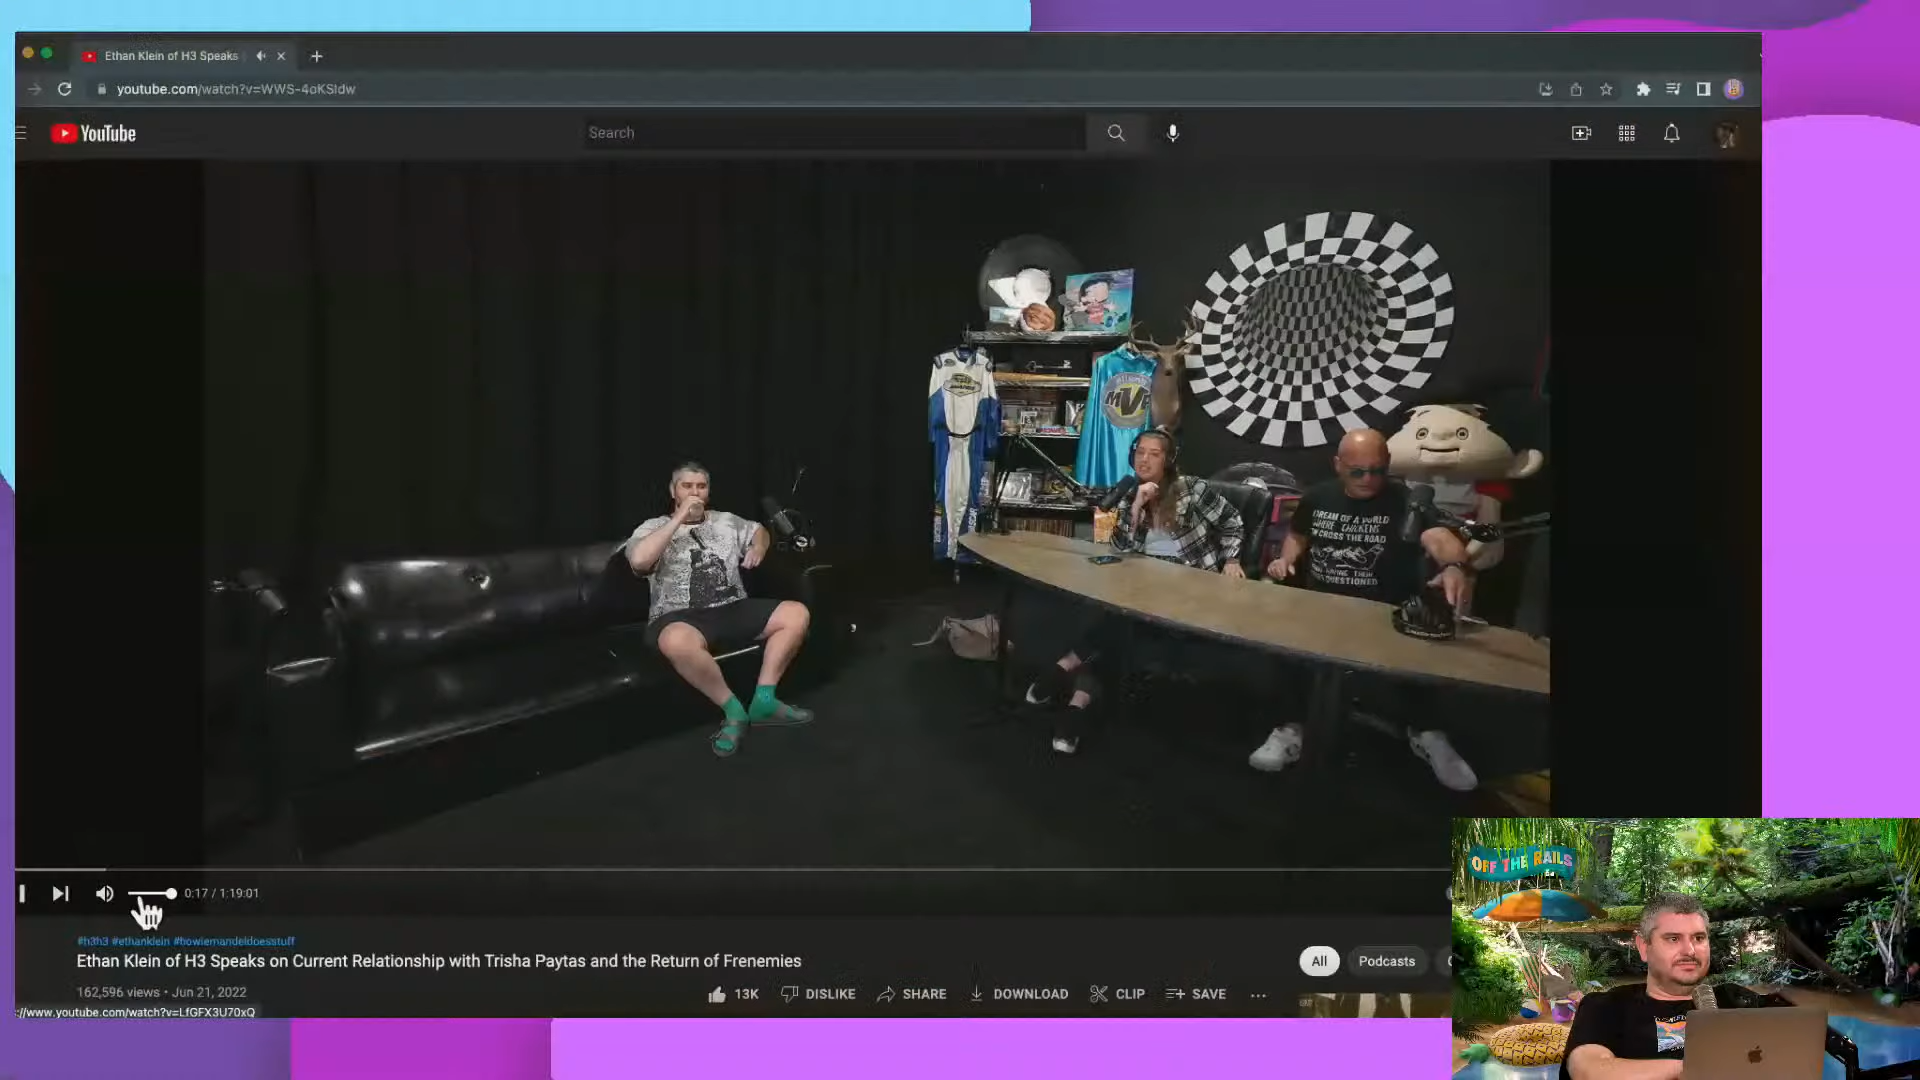 Ethan Klein of H3 Speaks
youtube.com/watch?v=WWS-4oKSIdw
YouTube
Search
MVP
DREAM OF A WORLD
WHERE CHICKENS
CROSS THE ROAD
QUESTIONED
0:17 / 1:19:01
OFF THE RAILS
#h3h3 #ethanklein #howiemandeldoesstuff
Ethan Klein of H3 Speaks on Current Relationship with Trisha Paytas and the Return of Frenemies
All
Podcasts
162,596 views • Jun 21, 2022
13K
DISLIKE
SHARE
DOWNLOAD
CLIP
SAVE
://www.youtube.com/watch?v=LfGFX3U70xQ